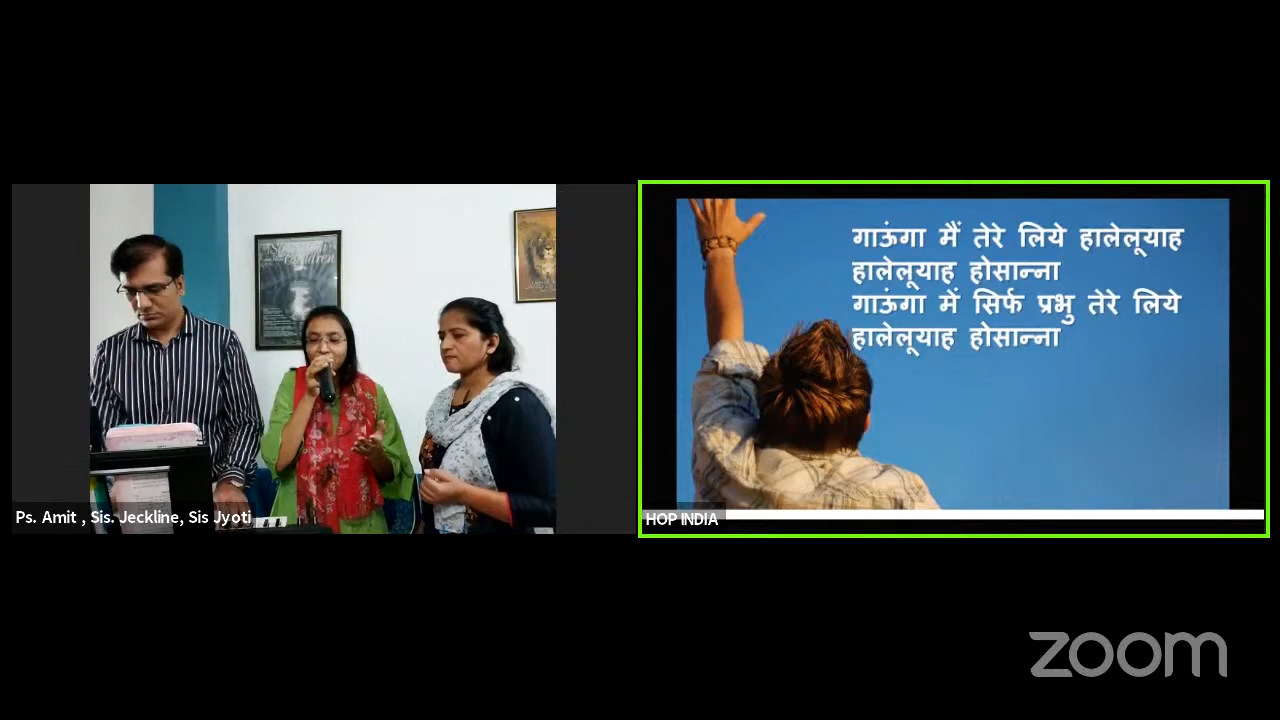 Ps. Amit , Sis. Jeckline, Sis Jyoti
गाऊंगा मैं तेरे लिये हालेलूयाह
हालेलूयाह होसान्ना
गाऊंगा में सिर्फ प्रभु तेरे लिये
हालेलूयाह होसान्ना
HOP INDIA
zoom